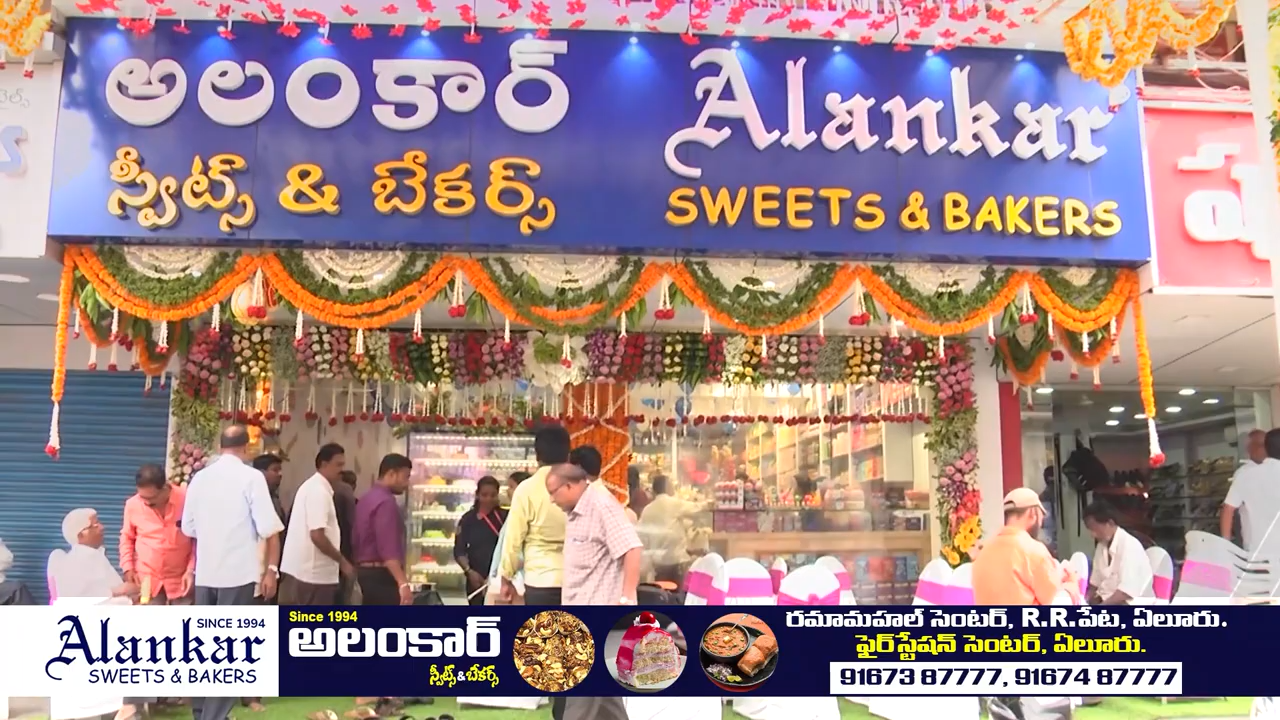 అలంకార్
స్వీట్స్ & బేకర్స్
Alankar
SWEETS & BAKERS
SINCE 1994
Alankar
SWEETS & BAKERS
Since 1994
అలంకార్
స్వీట్స్ & బేకర్స్
రమామహల్ సెంటర్, R.R.పేట, ఏలూరు.
ఫైర్‌స్టేషన్ సెంటర్, ఏలూరు.
91673 87777, 91674 87777